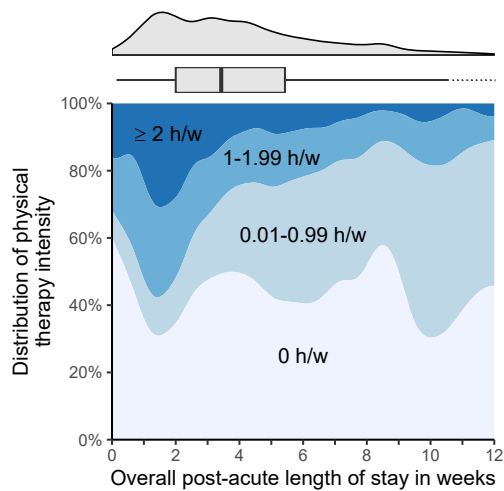 100%
80%
60%
40%
20%
0%
Distribution of physical
therapy intensity
≥ 2 h/w
1-1.99 h/w
0.01-0.99 h/w
0 h/w
0 2 4 6 8 10 12
Overall post-acute length of stay in weeks